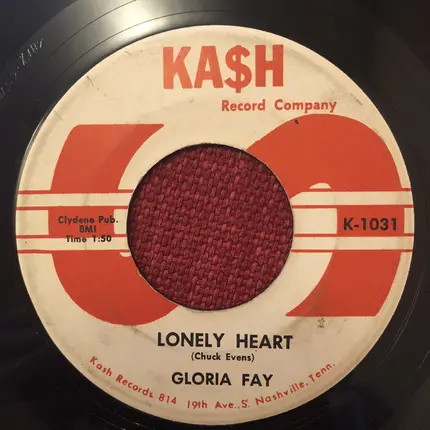 KA$H
Record Company
Clydene Pub.
BMI
Time 1:50
K-1031
LONELY HEART
(Chuck Evens)
GLORIA FAY
Kash Records 814 19th Ave., S. Nashville, Tenn.